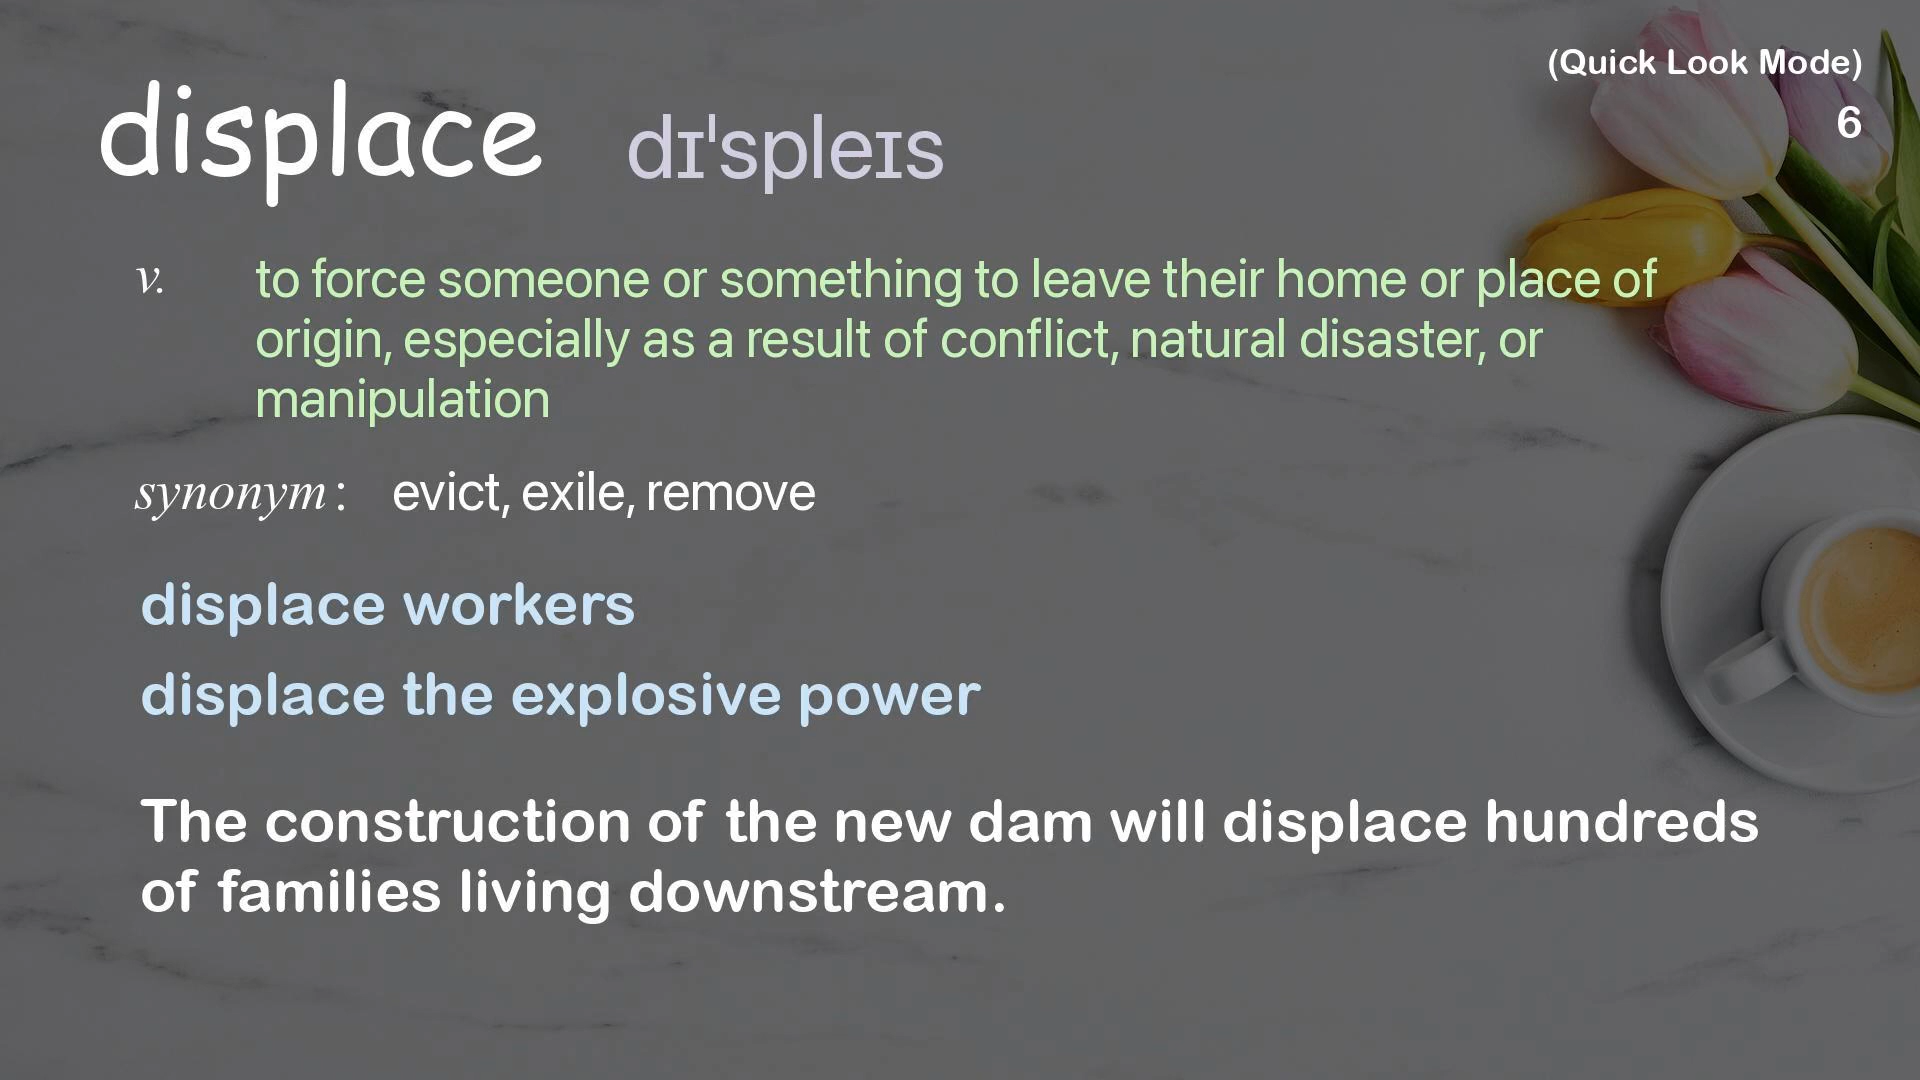 (Quick Look Mode)
6
displace dɪˈspleɪs
v. to force someone or something to leave their home or place of
origin, especially as a result of conflict, natural disaster, or
manipulation
synonym : evict, exile, remove
displace workers
displace the explosive power
The construction of the new dam will displace hundreds
of families living downstream.